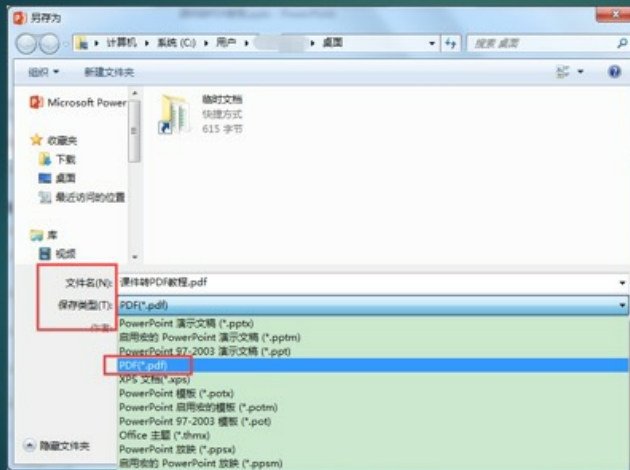 另存为
计算机 系统 (C:) 用户 桌面
搜索 桌面
组织 新建文件夹
Microsoft Power
临时文档
快捷方式
615 字节
收藏夹
下载
桌面
最近访问的位置
库
视频
文件名(N): 课件转PDF教程.pdf
保存类型(T): PDF(*.pdf)
作者:
PowerPoint 演示文稿 (*.pptx)
启用宏的 PowerPoint 演示文稿 (*.pptm)
PowerPoint 97-2003 演示文稿 (*.ppt)
PDF(*.pdf)
XPS 文档(*.xps)
PowerPoint 模板 (*.potx)
PowerPoint 启用宏的模板 (*.potm)
PowerPoint 97-2003 模板 (*.pot)
Office 主题 (*.thmx)
PowerPoint 放映 (*.ppsx)
启用宏的 PowerPoint 放映 (*.ppsm)
隐藏文件夹